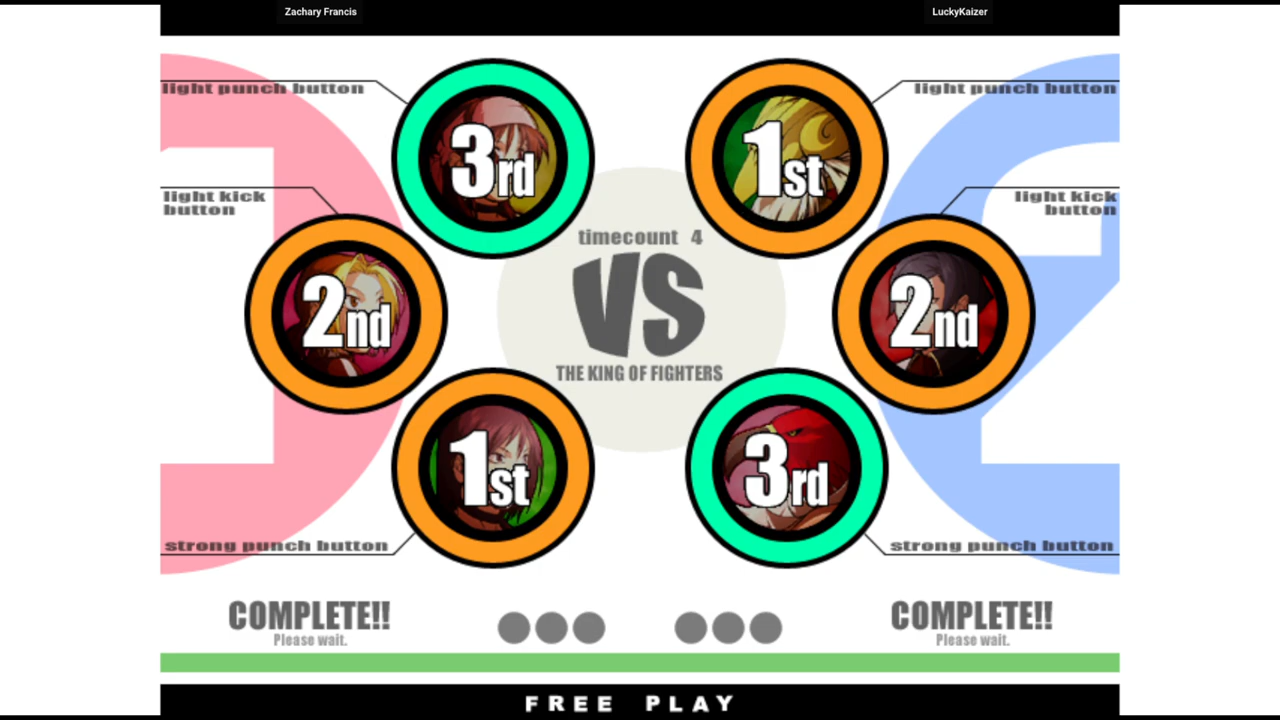 Zachary Francis
LuckyKaizer
light punch button
light punch button
3rd
1st
light kick
button
light kick
button
timecount 4
VS
THE KING OF FIGHTERS
2nd
2nd
1st
3rd
strong punch button
strong punch button
COMPLETE!!
Please wait.
COMPLETE!!
Please wait.
FREE PLAY